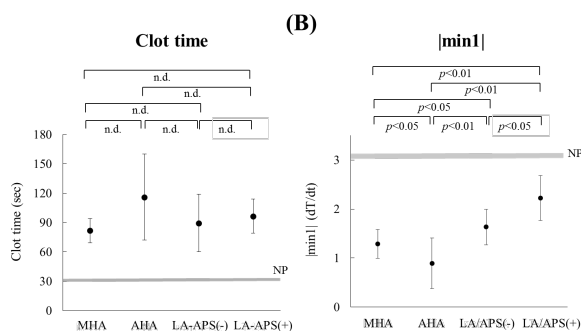 (B)
Clot time
n.d.
n.d.
n.d.
n.d. n.d. n.d.
180
150
120
90
60
30
0
Clot time (sec)
NP
MHA AHA LA-APS(-) LA-APS(+)
|min1|
p<0.01
p<0.01
p<0.05
p<0.05 p<0.01 p<0.05
NP
3
2
1
0
|min1| (dT/dt)
MHA AHA LA/APS(-) LA/APS(+)